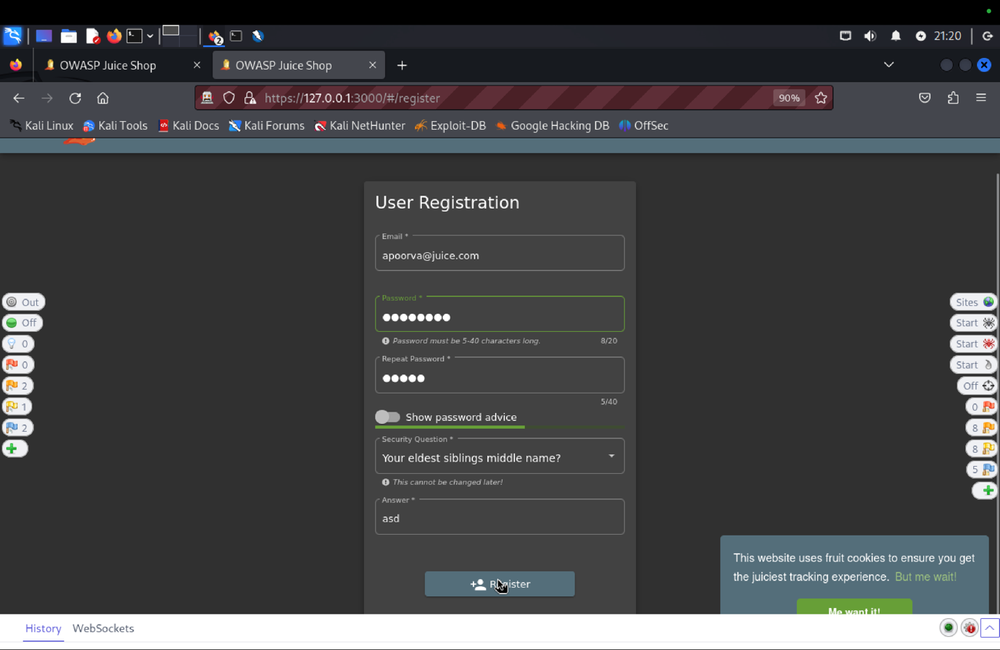 21:20
OWASP Juice Shop
OWASP Juice Shop
https://127.0.0.1:3000/#/register
90%
Kali Linux
Kali Tools
Kali Docs
Kali Forums
Kali NetHunter
Exploit-DB
Google Hacking DB
OffSec
User Registration
Email *
apoorva@juice.com
Password *
Password must be 5-40 characters long.
8/20
Repeat Password *
5/40
Show password advice
Security Question *
Your eldest siblings middle name?
This cannot be changed later!
Answer *
asd
Register
Out
Off
0
0
2
1
2
Sites
Start
Start
Start
Off
0
8
8
5
This website uses fruit cookies to ensure you get
the juiciest tracking experience. But me wait!
Me want it!
History
WebSockets